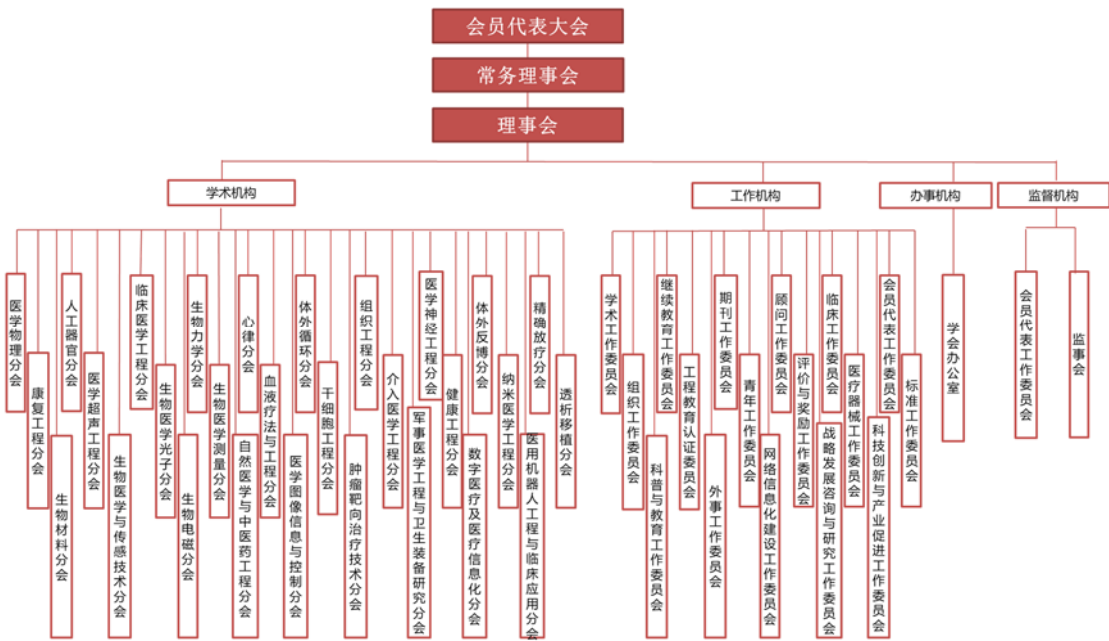 会员代表大会
常务理事会
理事会
学术机构
工作机构
办事机构
监督机构
医学物理分会
康复工程分会
生物材料分会
人工器官分会
医学超声工程分会
生物医学与传感技术分会
临床医学工程分会
生物医学光子分会
生物电磁分会
生物力学分会
生物医学测量分会
自然医学与中医药工程分会
心律分会
血液疗法与工程分会
医学图像信息与控制分会
体外循环分会
干细胞工程分会
肿瘤靶向治疗技术分会
组织工程分会
介入医学工程分会
军事医学工程与卫生装备研究分会
医学神经工程分会
健康工程分会
数字医疗及医疗信息化分会
体外反博分会
纳米医学工程分会
医用机器人工程与临床应用分会
精确放疗分会
透析移植分会
学术工作委员会
组织工作委员会
科普与教育工作委员会
继续教育工作委员会
工程教育认证委员会
外事工作委员会
期刊工作委员会
青年工作委员会
网络信息化建设工作委员会
顾问工作委员会
评价与奖励工作委员会
战略发展咨询与研究工作委员会
临床工作委员会
医疗器械工作委员会
科技创新与产业促进工作委员会
会员代表工作委员会
标准工作委员会
学会办公室
会员代表工作委员会
监事会